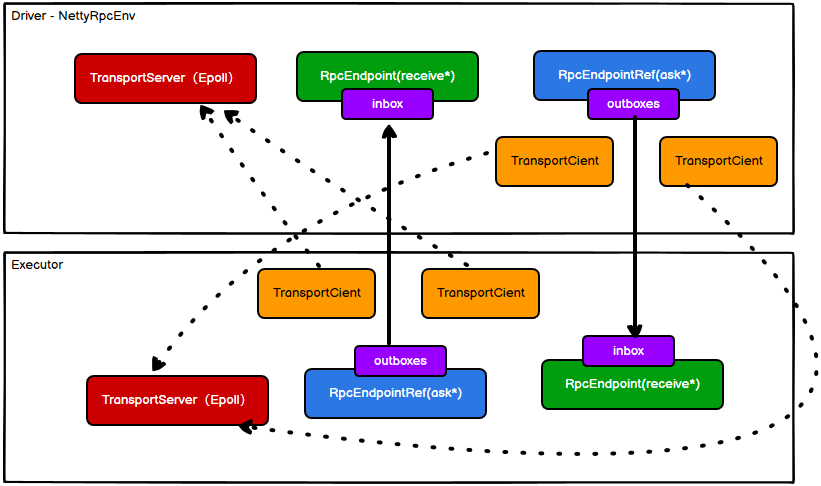 Driver - NettyRpcEnv
TransportServer（Epoll）
RpcEndpoint(receive*)
inbox
RpcEndpointRef(ask*)
outboxes
TransportCient
TransportCient
Executor
TransportCient
TransportCient
outboxes
RpcEndpointRef(ask*)
inbox
RpcEndpoint(receive*)
TransportServer（Epoll）